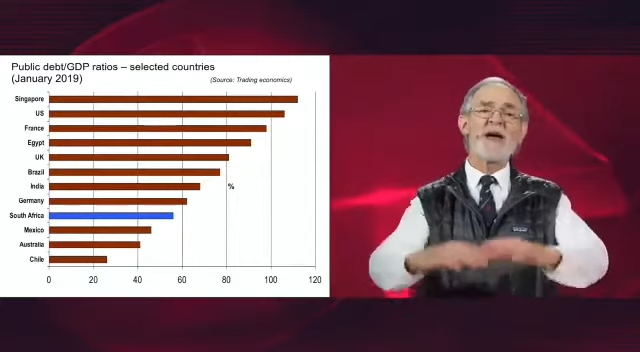 Public debt/GDP ratios – selected countries
(January 2019)
(Source: Trading economics)
Singapore
US
France
Egypt
UK
Brazil
India
%
Germany
South Africa
Mexico
Australia
Chile
0 20 40 60 80 100 120